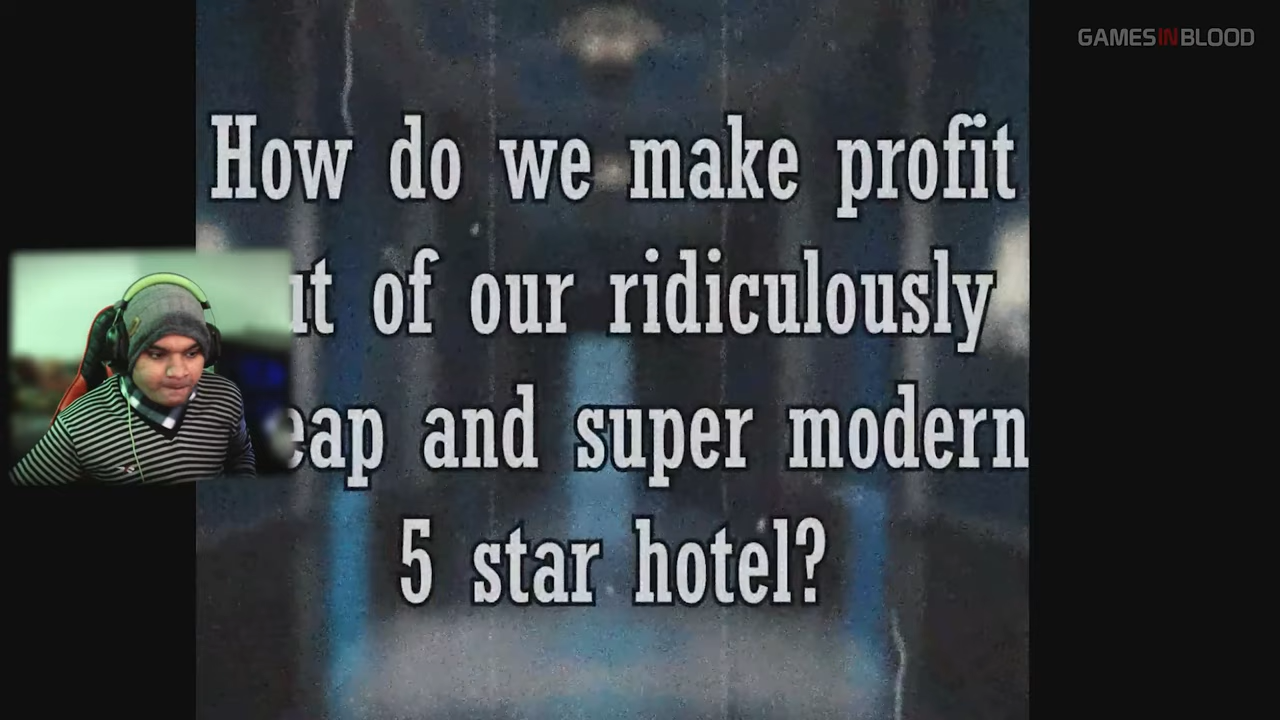 GAMESINBLOOD
How do we make profit
ut of our ridiculously
eap and super modern
5 star hotel?